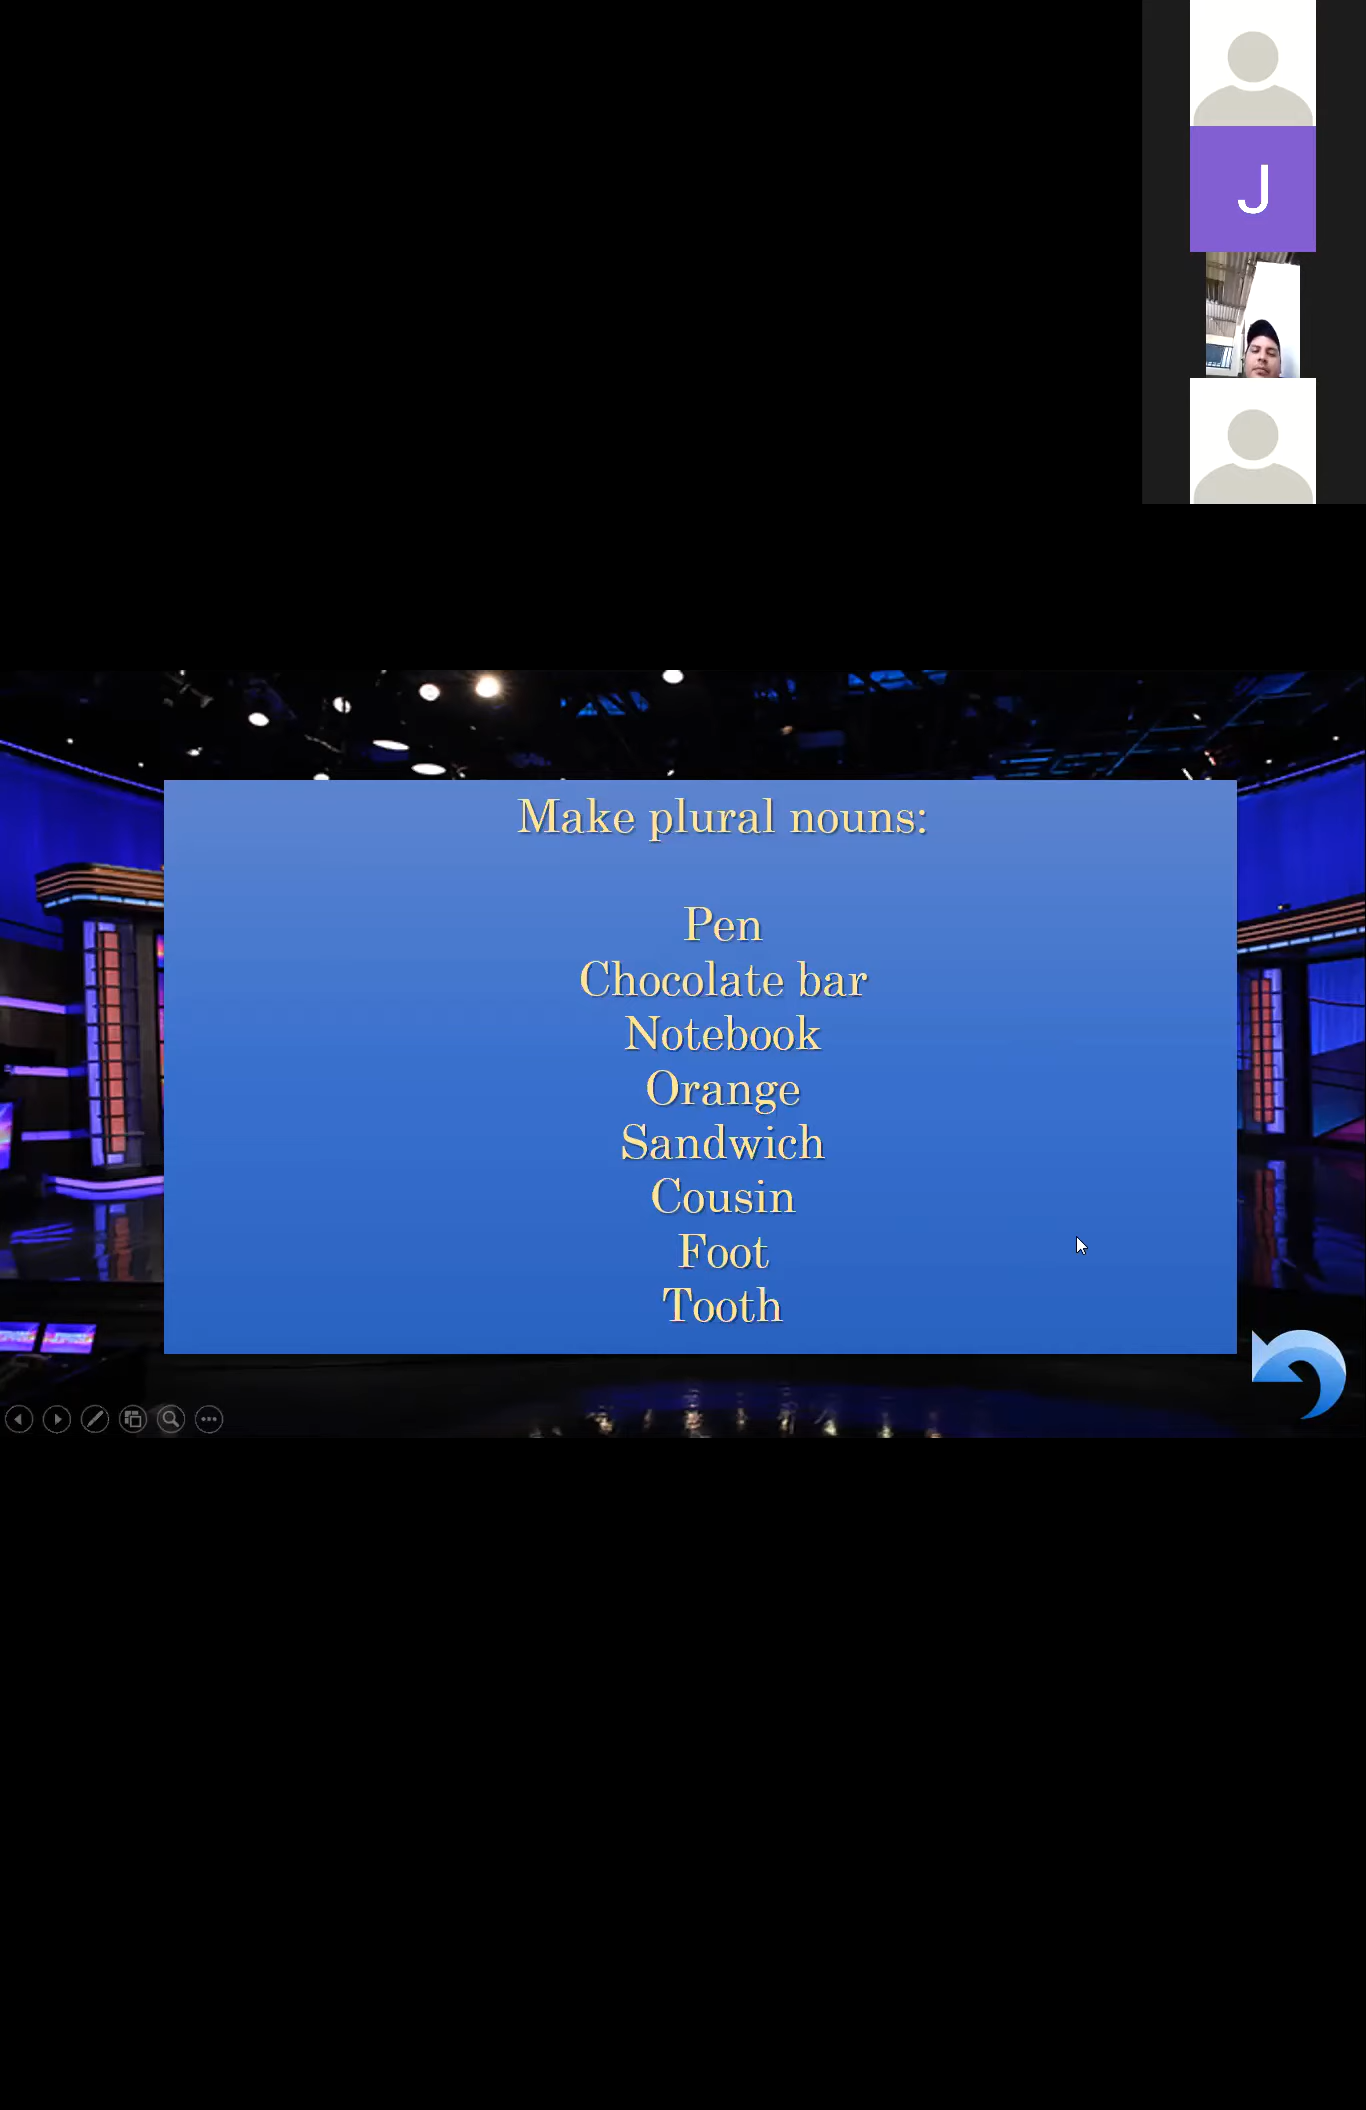 J
Make plural nouns:
Pen
Chocolate bar
Notebook
Orange
Sandwich
Cousin
Foot
Tooth